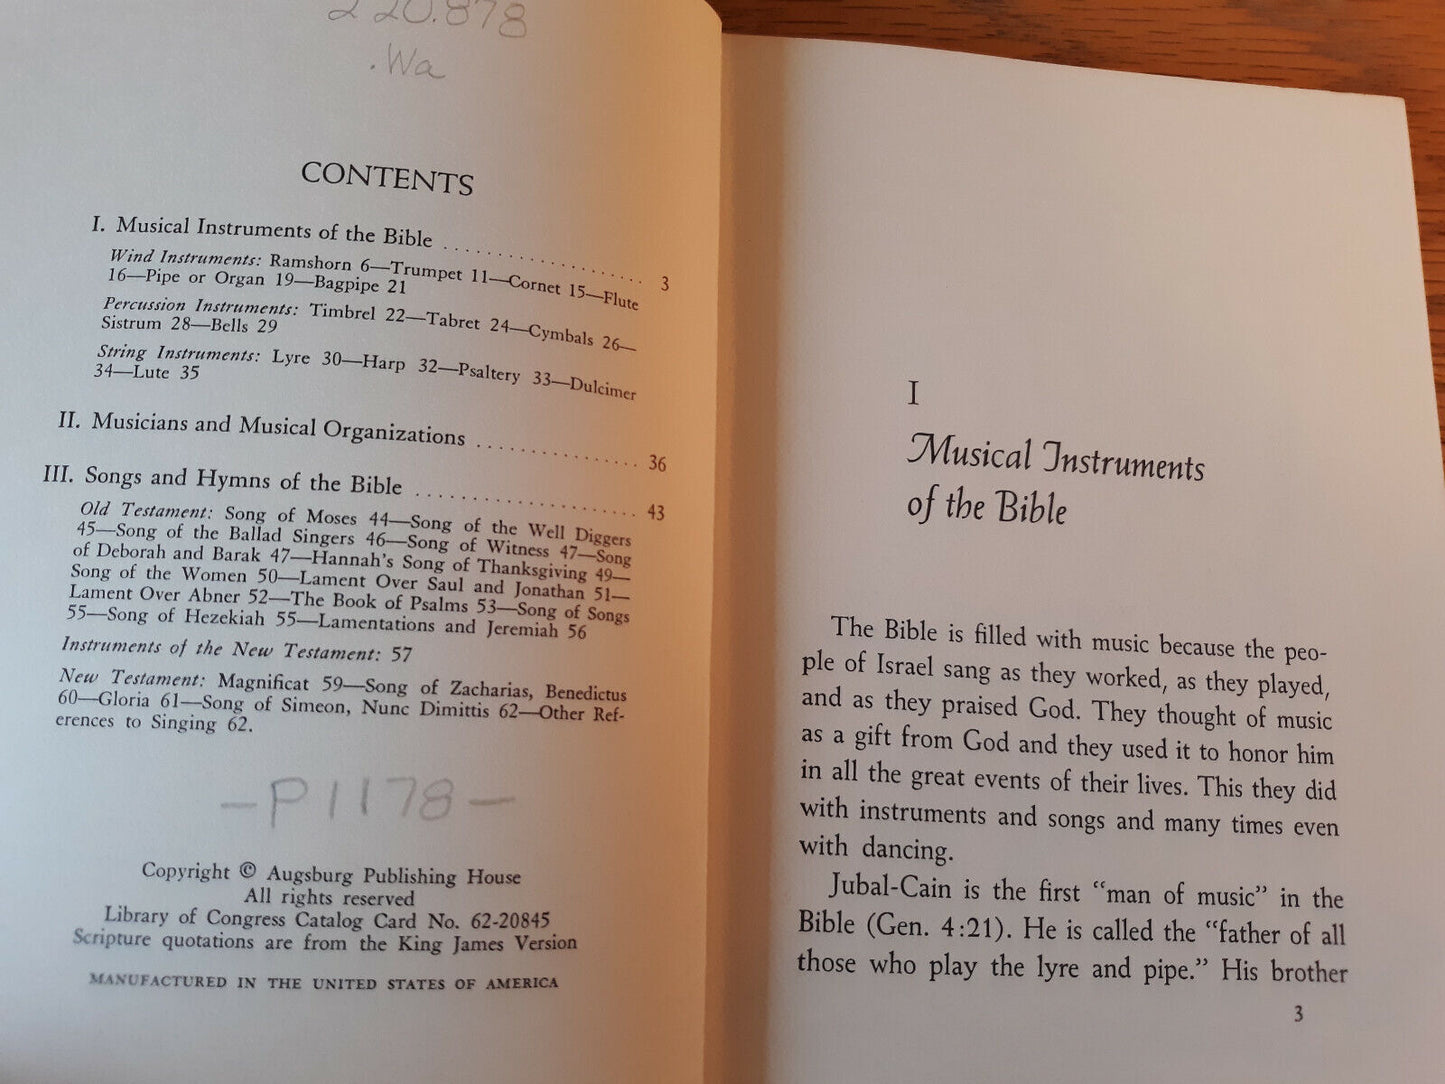 220.878
.Wa
CONTENTS
I. Musical Instruments of the Bible . . . . . . . . . . . . . . . . . . . . 3
Wind Instruments: Ramshorn 6—Trumpet 11—Cornet 15—Flute
16—Pipe or Organ 19—Bagpipe 21
Percussion Instruments: Timbrel 22—Tabret 24—Cymbals 26—
Sistrum 28—Bells 29
String Instruments: Lyre 30—Harp 32—Psaltery 33—Dulcimer
34—Lute 35
II. Musicians and Musical Organizations . . . . . . . . . . . . . . . . 36
III. Songs and Hymns of the Bible . . . . . . . . . . . . . . . . . . . . . . 43
Old Testament: Song of Moses 44—Song of the Well Diggers
45—Song of the Ballad Singers 46—Song of Witness 47—Song
of Deborah and Barak 47—Hannah's Song of Thanksgiving 49—
Song of the Women 50—Lament Over Saul and Jonathan 51—
Lament Over Abner 52—The Book of Psalms 53—Song of Songs
55—Song of Hezekiah 55—Lamentations and Jeremiah 56
Instruments of the New Testament: 57
New Testament: Magnificat 59—Song of Zacharias, Benedictus
60—Gloria 61—Song of Simeon, Nunc Dimittis 62—Other Ref-
erences to Singing 62.
—P1178—
Copyright © Augsburg Publishing House
All rights reserved
Library of Congress Catalog Card No. 62-20845
Scripture quotations are from the King James Version
MANUFACTURED IN THE UNITED STATES OF AMERICA
I
Musical Instruments
of the Bible
The Bible is filled with music because the peo-
ple of Israel sang as they worked, as they played,
and as they praised God. They thought of music
as a gift from God and they used it to honor him
in all the great events of their lives. This they did
with instruments and songs and many times even
with dancing.
Jubal-Cain is the first "man of music" in the
Bible (Gen. 4:21). He is called the "father of all
those who play the lyre and pipe." His brother
3